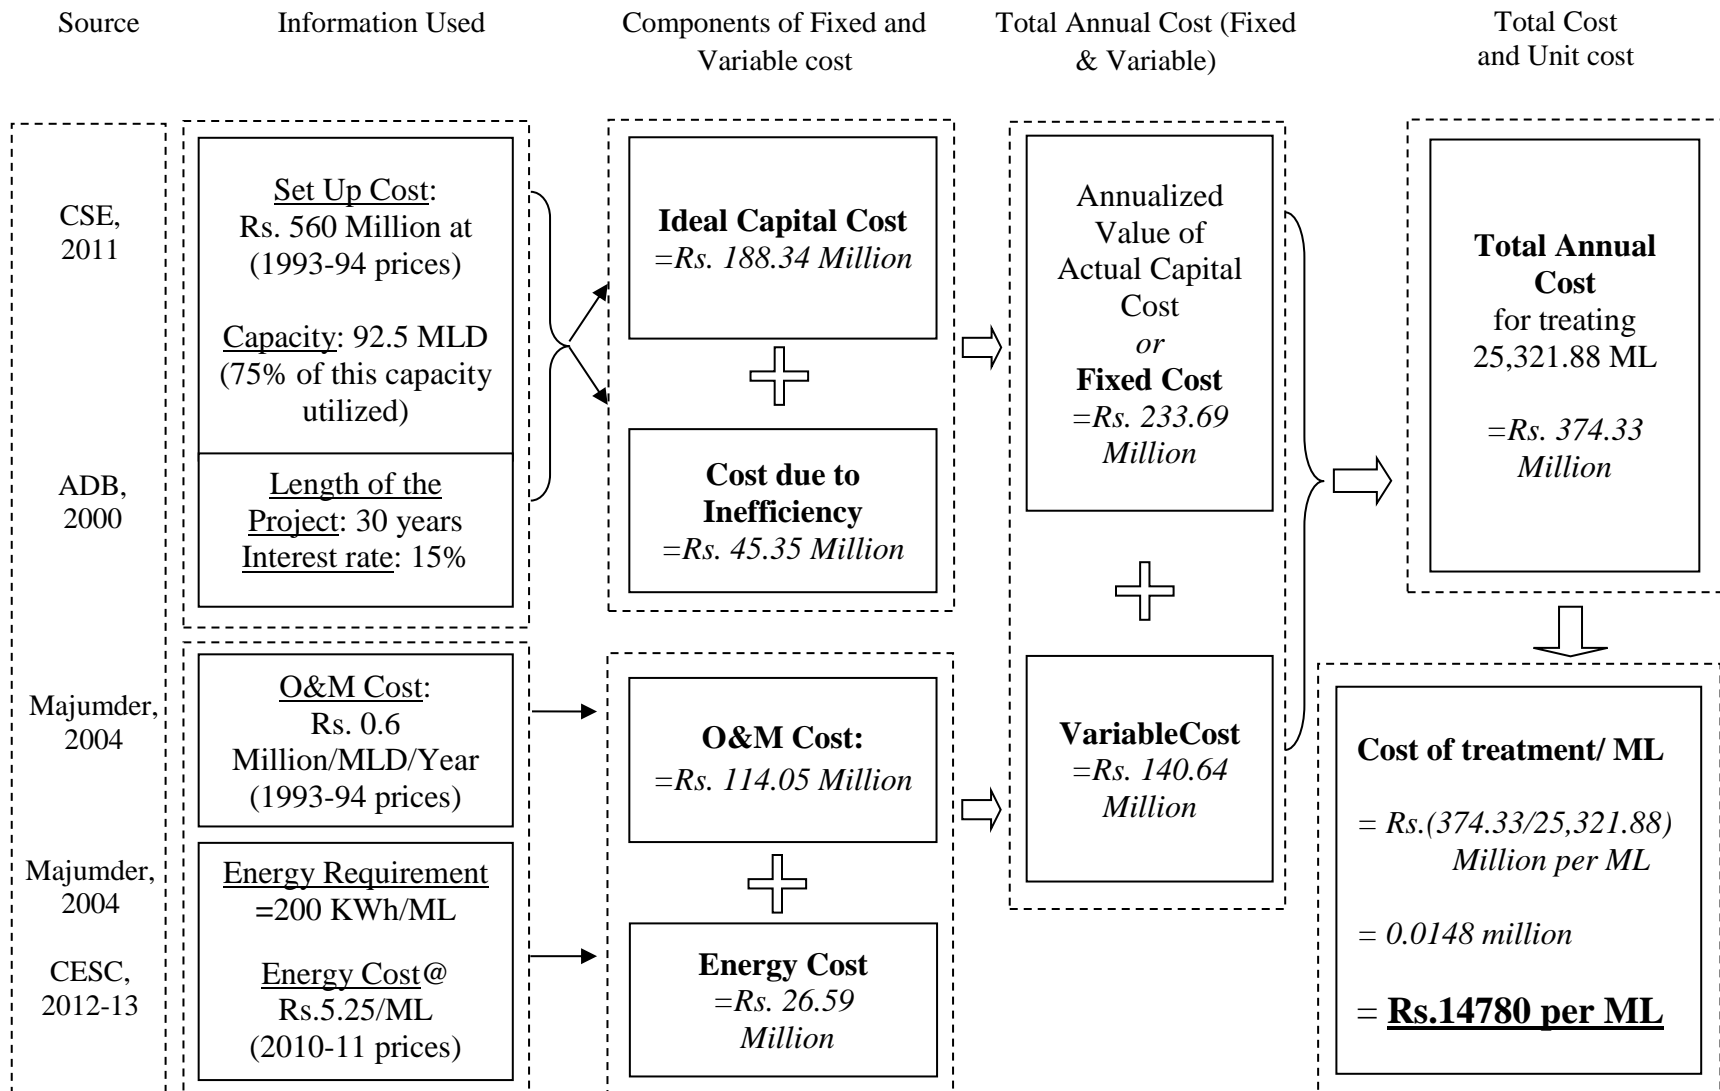 Source
Information Used
Components of Fixed and
Variable cost
Total Annual Cost (Fixed
& Variable)
Total Cost
and Unit cost
CSE,
2011
ADB,
2000
Majumder,
2004
Majumder,
2004
CESC,
2012-13
Set Up Cost:
Rs. 560 Million at
(1993-94 prices)
Capacity: 92.5 MLD
(75% of this capacity
utilized)
Length of the
Project: 30 years
Interest rate: 15%
O&M Cost:
Rs. 0.6
Million/MLD/Year
(1993-94 prices)
Energy Requirement
=200 KWh/ML
Energy Cost@
Rs.5.25/ML
(2010-11 prices)
Ideal Capital Cost
=Rs. 188.34 Million
Cost due to
Inefficiency
=Rs. 45.35 Million
O&M Cost:
=Rs. 114.05 Million
Energy Cost
=Rs. 26.59
Million
Annualized
Value of
Actual Capital
Cost
or
Fixed Cost
=Rs. 233.69
Million
VariableCost
=Rs. 140.64
Million
Total Annual
Cost
for treating
25,321.88 ML
=Rs. 374.33
Million
Cost of treatment/ ML
= Rs.(374.33/25,321.88)
Million per ML
= 0.0148 million
= Rs.14780 per ML